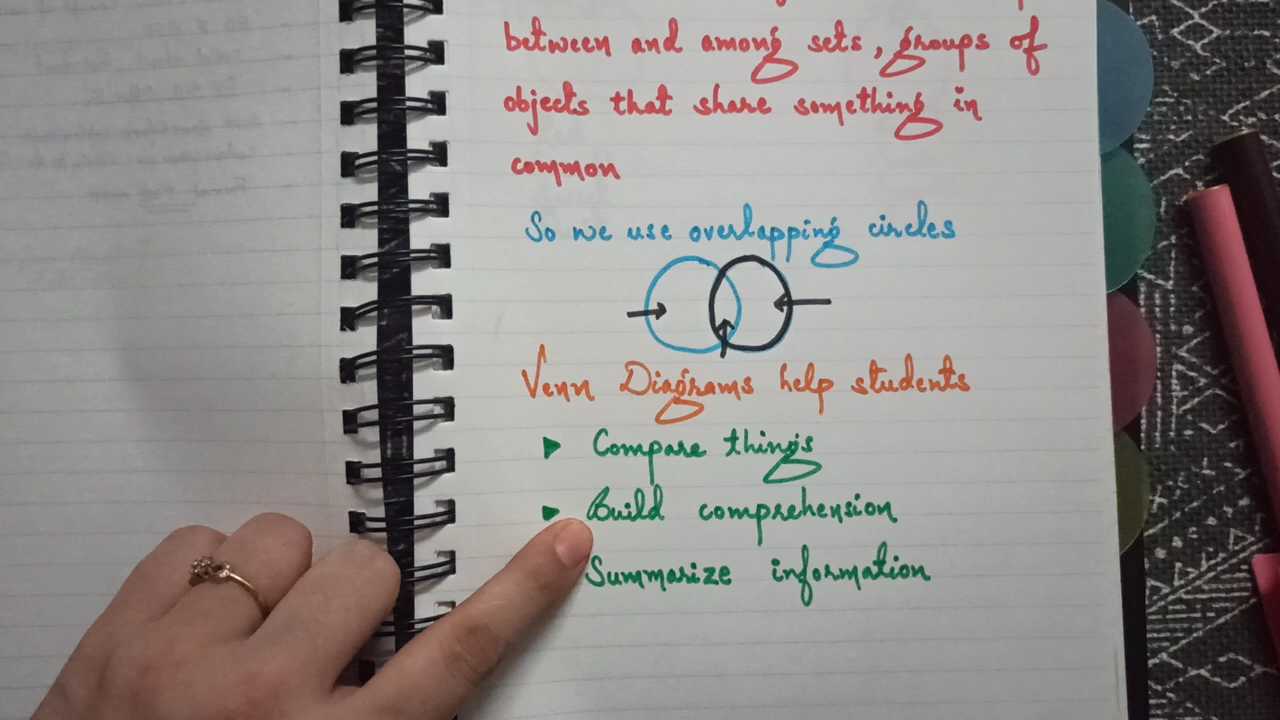 between and among sets, groups of
objects that share something in
common
So we use overlapping circles
Venn Diagrams help students
Compare things
Build comprehension
Summarize information